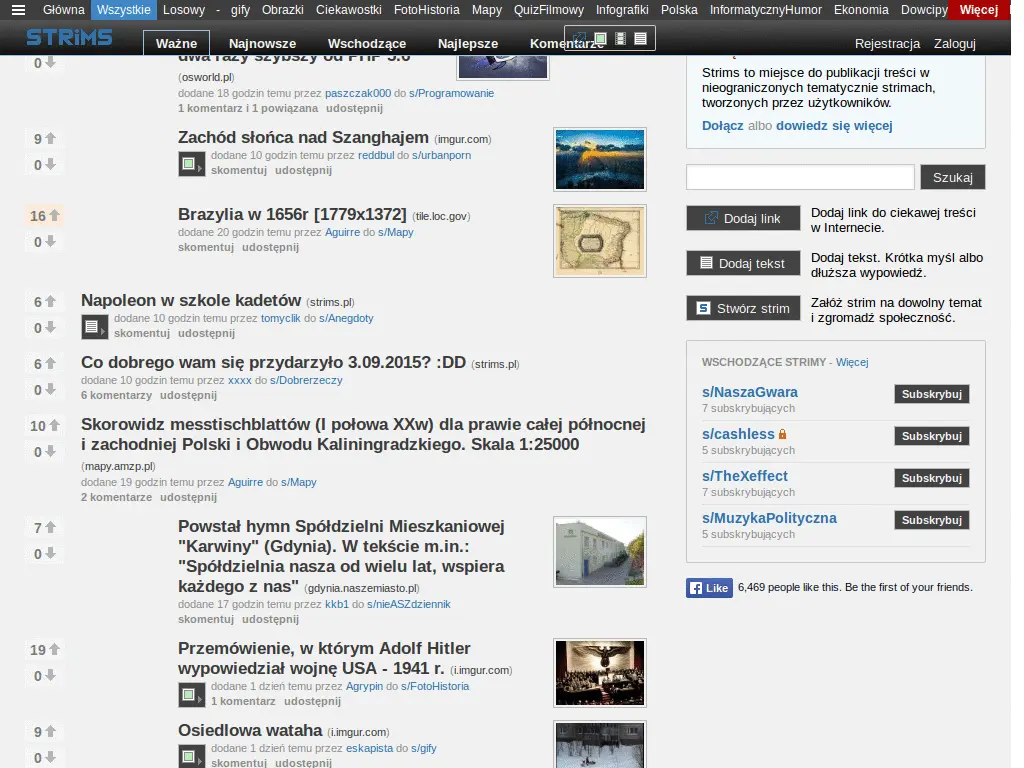 Główna Wszystkie Losowy - gify Obrazki Ciekawostki FotoHistoria Mapy QuizFilmowy Infografiki Polska InformatycznyHumor Ekonomia Dowcipy Więcej
STRiMS Ważne Najnowsze Wschodzące Najlepsze Komentarze Rejestracja Zaloguj
0 dwa razy szybszy od PHP 5.6
(osworld.pl)
dodane 18 godzin temu przez paszczak000 do s/Programowanie
1 komentarz i 1 powiązana udostępnij
9 Zachód słońca nad Szanghajem (imgur.com)
0 dodane 10 godzin temu przez reddbul do s/urbanporn
skomentuj udostępnij
16 Brazylia w 1656r [1779x1372] (tile.loc.gov)
0 dodane 20 godzin temu przez Aguirre do s/Mapy
skomentuj udostępnij
6 Napoleon w szkole kadetów (strims.pl)
0 dodane 10 godzin temu przez tomyclik do s/Anegdoty
skomentuj udostępnij
6 Co dobrego wam się przydarzyło 3.09.2015? :DD (strims.pl)
0 dodane 10 godzin temu przez xxxx do s/Dobrerzeczy
6 komentarzy udostępnij
10 Skorowidz messtischblattów (I połowa XXw) dla prawie całej północnej
0 i zachodniej Polski i Obwodu Kaliningradzkiego. Skala 1:25000
(mapy.amzp.pl)
dodane 19 godzin temu przez Aguirre do s/Mapy
2 komentarze udostępnij
7 Powstał hymn Spółdzielni Mieszkaniowej
0 "Karwiny" (Gdynia). W tekście m.in.:
"Spółdzielnia nasza od wielu lat, wspiera
każdego z nas" (gdynia.naszemiasto.pl)
dodane 17 godzin temu przez kkb1 do s/nieASZdziennik
skomentuj udostępnij
19 Przemówienie, w którym Adolf Hitler
0 wypowiedział wojnę USA - 1941 r. (i.imgur.com)
dodane 1 dzień temu przez Agrypin do s/FotoHistoria
1 komentarz udostępnij
9 Osiedlowa wataha (i.imgur.com)
0 dodane 1 dzień temu przez eskapista do s/gify
skomentuj udostępnij
Strims to miejsce do publikacji treści w
nieograniczonych tematycznie strimach,
tworzonych przez użytkowników.
Dołącz albo dowiedz się więcej
Szukaj
Dodaj link Dodaj link do ciekawej treści
w Internecie.
Dodaj tekst Dodaj tekst. Krótka myśl albo
dłuższa wypowiedź.
Stwórz strim Załóż strim na dowolny temat
i zgromadź społeczność.
WSCHODZĄCE STRIMY - Więcej
s/NaszaGwara Subskrybuj
7 subskrybujących
s/cashless Subskrybuj
5 subskrybujących
s/TheXeffect Subskrybuj
7 subskrybujących
s/MuzykaPolityczna Subskrybuj
5 subskrybujących
Like 6,469 people like this. Be the first of your friends.